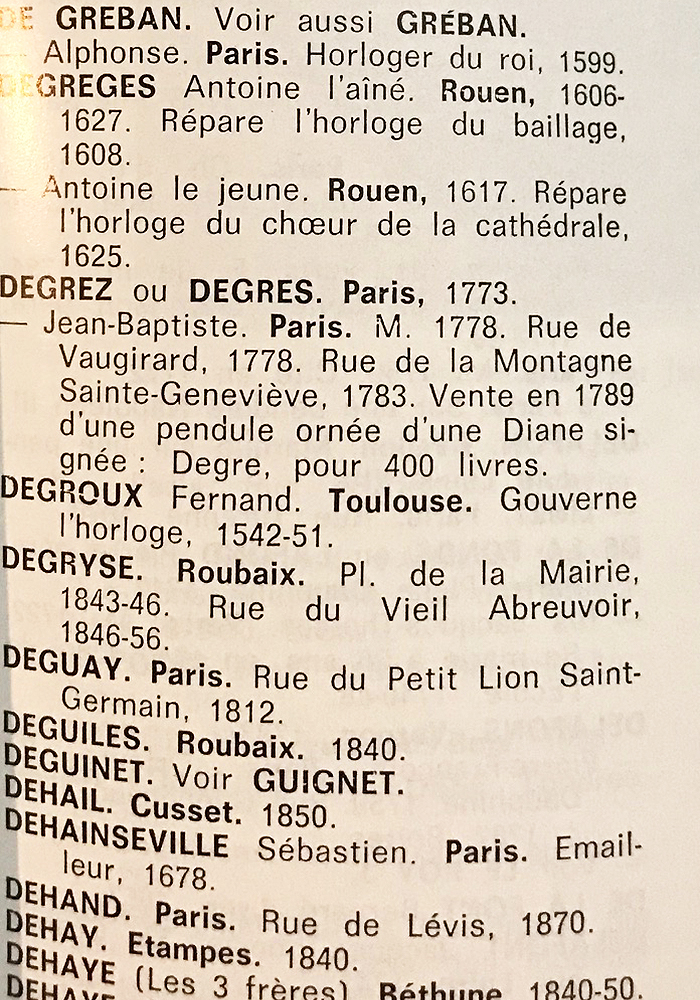 DE GREBAN. Voir aussi GRÉBAN.
— Alphonse. Paris. Horloger du roi, 1599.
DEGREGES Antoine l'aîné. Rouen, 1606-
1627. Répare l'horloge du baillage,
1608.
— Antoine le jeune. Rouen, 1617. Répare
l'horloge du chœur de la cathédrale,
1625.
DEGREZ ou DEGRES. Paris, 1773.
— Jean-Baptiste. Paris. M. 1778. Rue de
Vaugirard, 1778. Rue de la Montagne
Sainte-Geneviève, 1783. Vente en 1789
d'une pendule ornée d'une Diane si-
gnée : Degre, pour 400 livres.
DEGROUX Fernand. Toulouse. Gouverne
l'horloge, 1542-51.
DEGRYSE. Roubaix. Pl. de la Mairie,
1843-46. Rue du Vieil Abreuvoir,
1846-56.
DEGUAY. Paris. Rue du Petit Lion Saint-
Germain, 1812.
DEGUILES. Roubaix. 1840.
DEGUINET. Voir GUIGNET.
DEHAIL. Cusset. 1850.
DEHAINSEVILLE Sébastien. Paris. Email-
leur, 1678.
DEHAND. Paris. Rue de Lévis, 1870.
DEHAY. Etampes. 1840.
DEHAYE (Les 3 frères). Béthune, 1840-50.